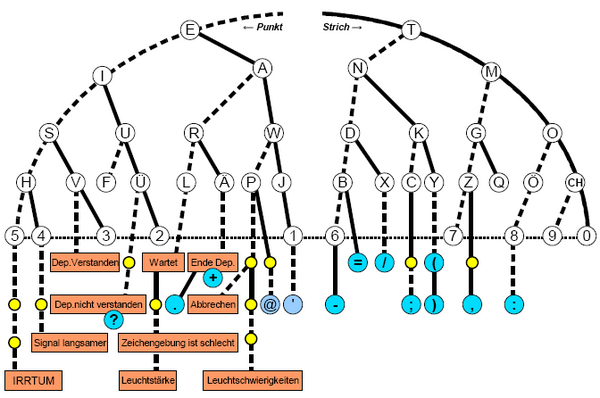 ← Punkt Strich →
E T
I A N M
S U R W D K G O
H V F Ü L Ä P J B X C Y Z Q Ö CH
5 4 3 2 1 6 7 8 9 0
Dep.Verstanden Wartet Ende Dep. = / (
+
Dep.nicht verstanden . Abbrechen @ ' - ; ) , :
?
Signal langsamer Zeichengebung ist schlecht
IRRTUM Leuchtstärke Leuchtschwierigkeiten